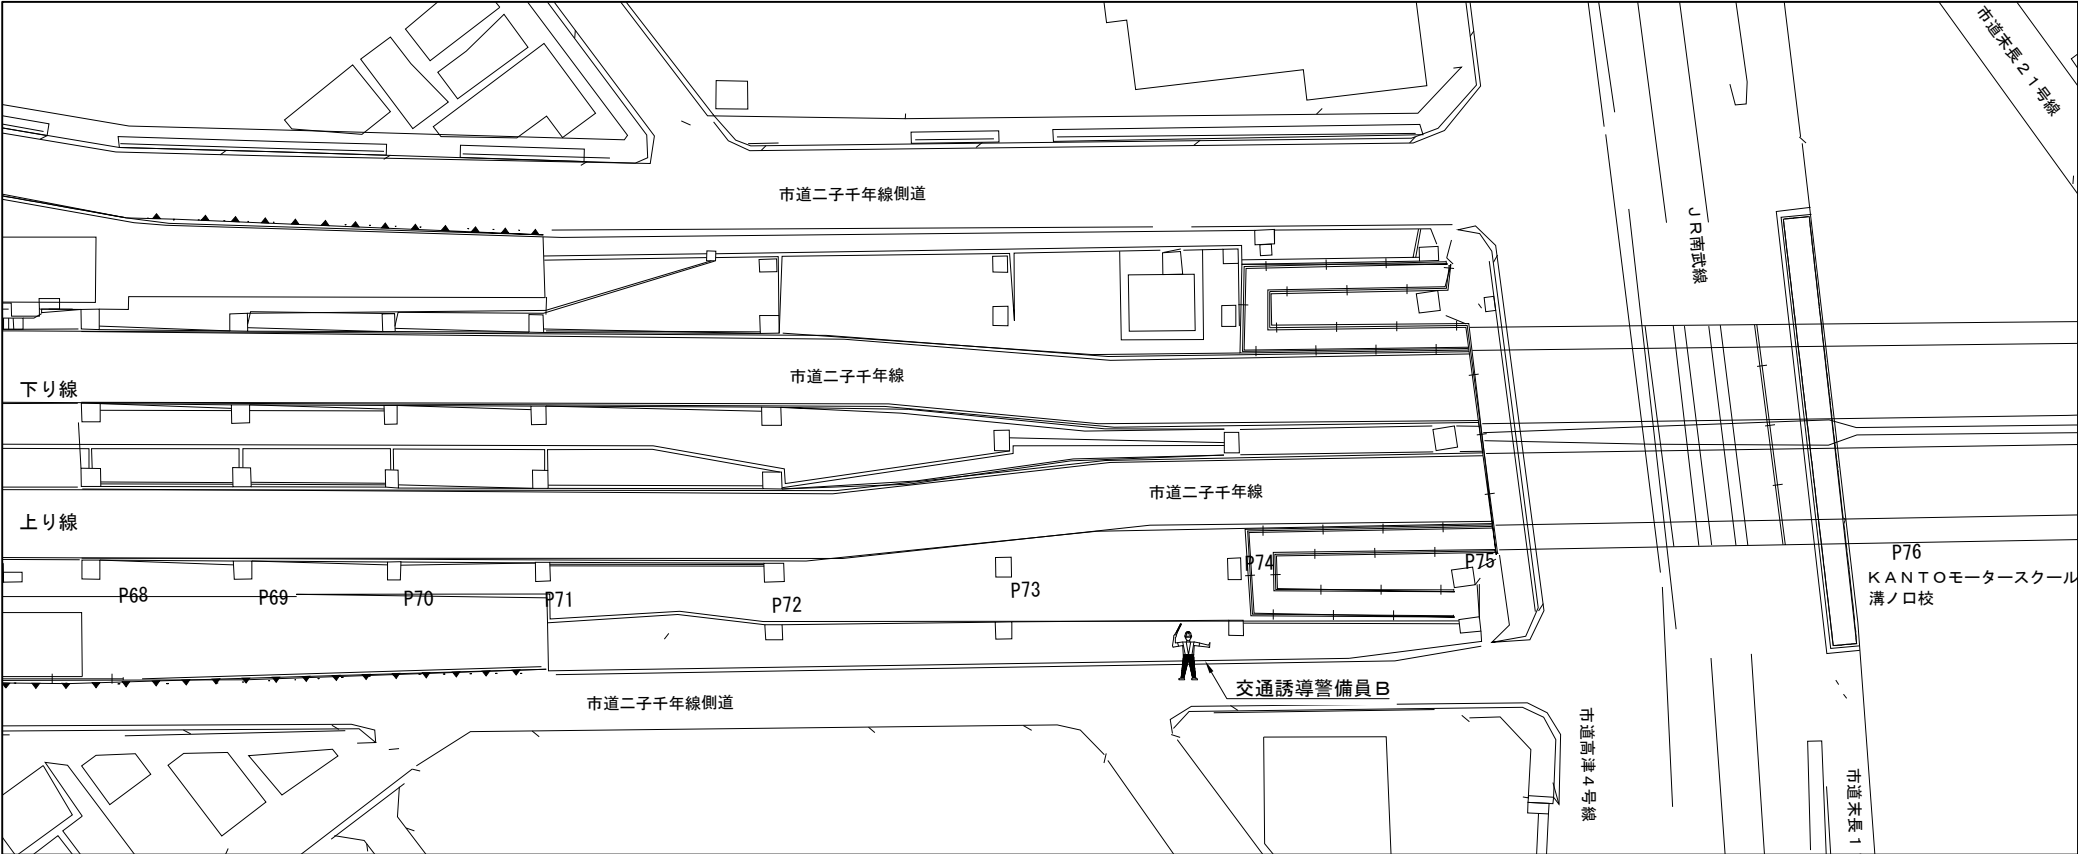 市道末長２１号線
市道二子千年線側道
ＪＲ南武線
下り線
市道二子千年線
上り線
市道二子千年線
P68
P69
P70
P71
P72
P73
P74
P75
P76
ＫＡＮＴＯモータースクール
溝ノ口校
交通誘導警備員Ｂ
市道二子千年線側道
市道高津４号線
市道末長１